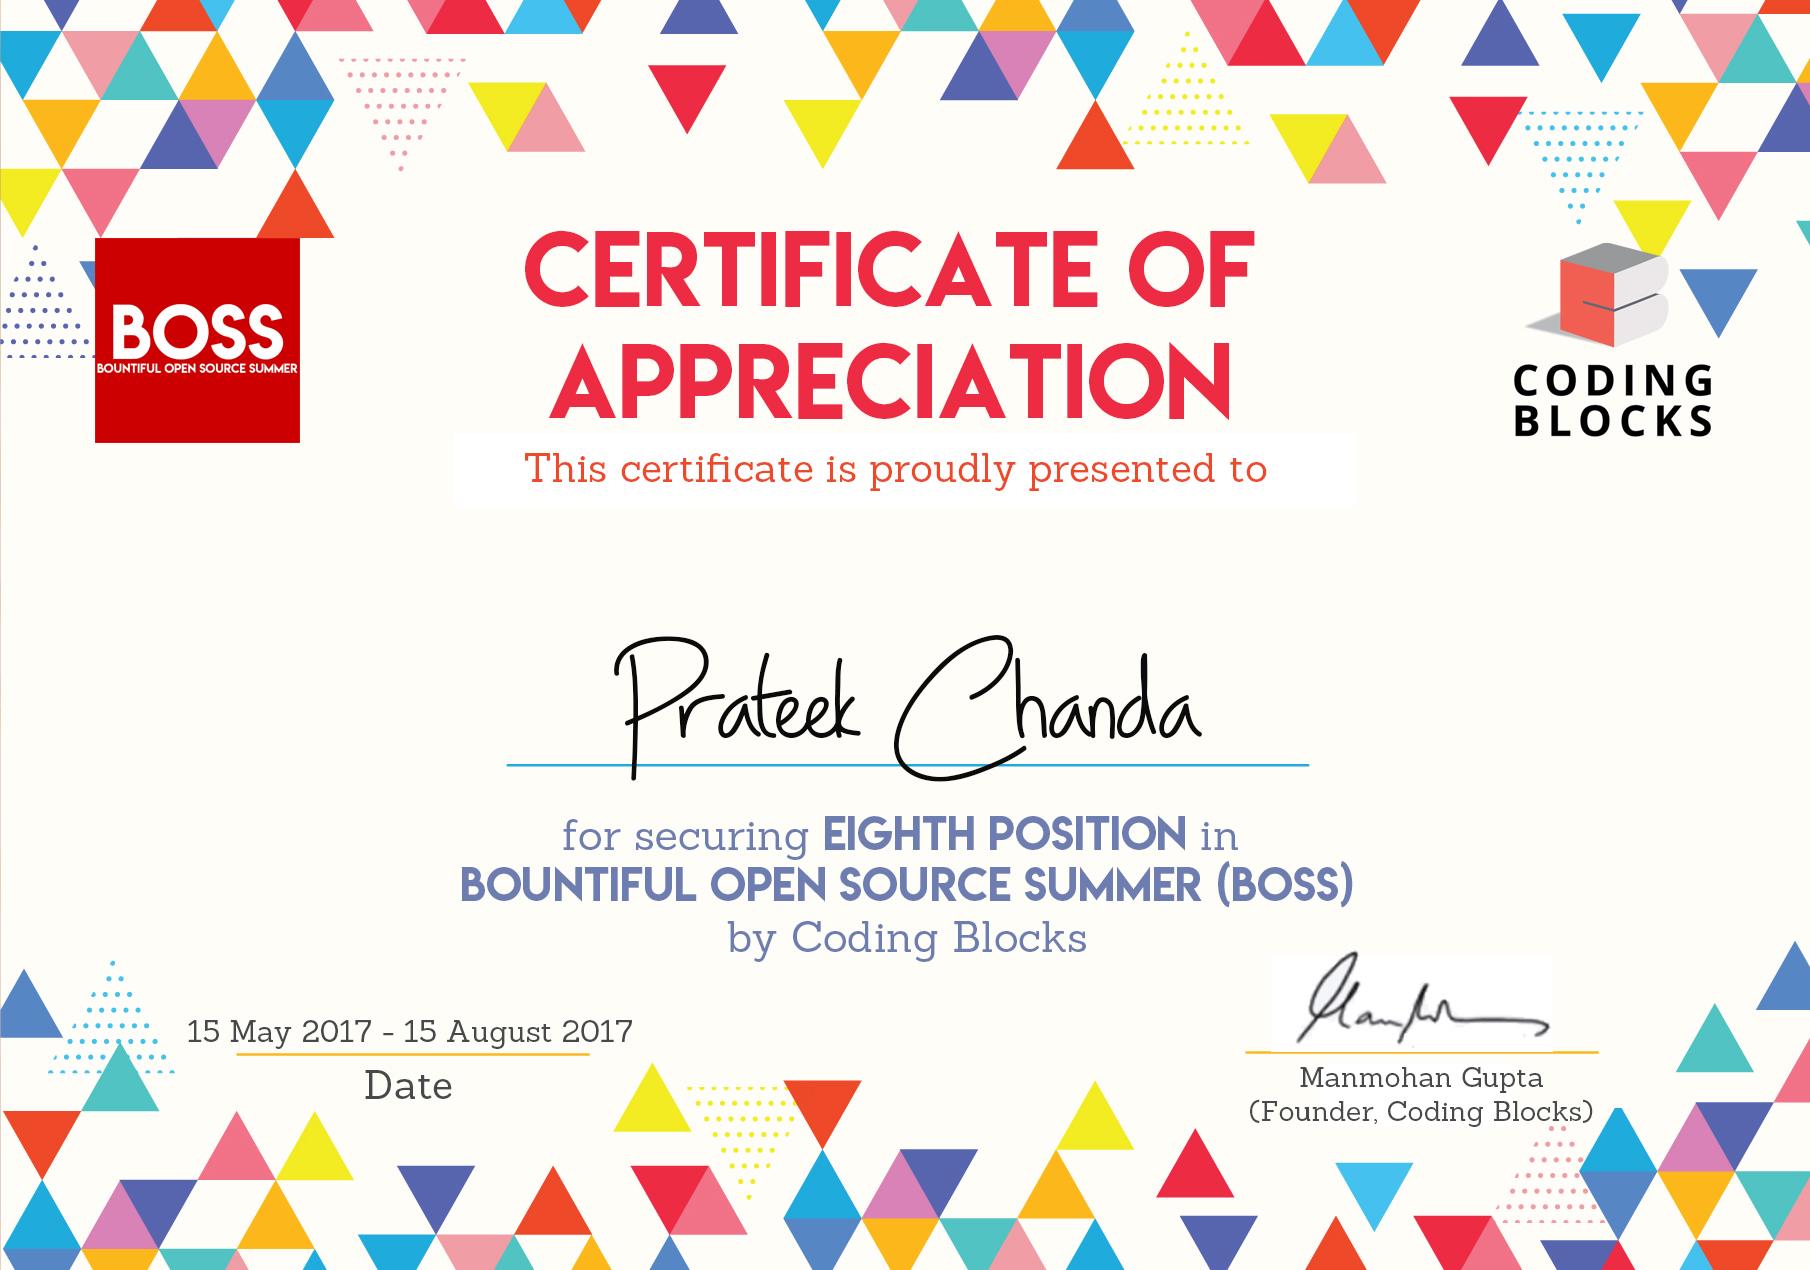 CERTIFICATE OF
APPRECIATION
BOSS
BOUNTIFUL OPEN SOURCE SUMMER
CODING
BLOCKS
This certificate is proudly presented to
Prateek Chanda
for securing EIGHTH POSITION in
BOUNTIFUL OPEN SOURCE SUMMER (BOSS)
by Coding Blocks
15 May 2017 - 15 August 2017
Date
Manmohan Gupta
(Founder, Coding Blocks)